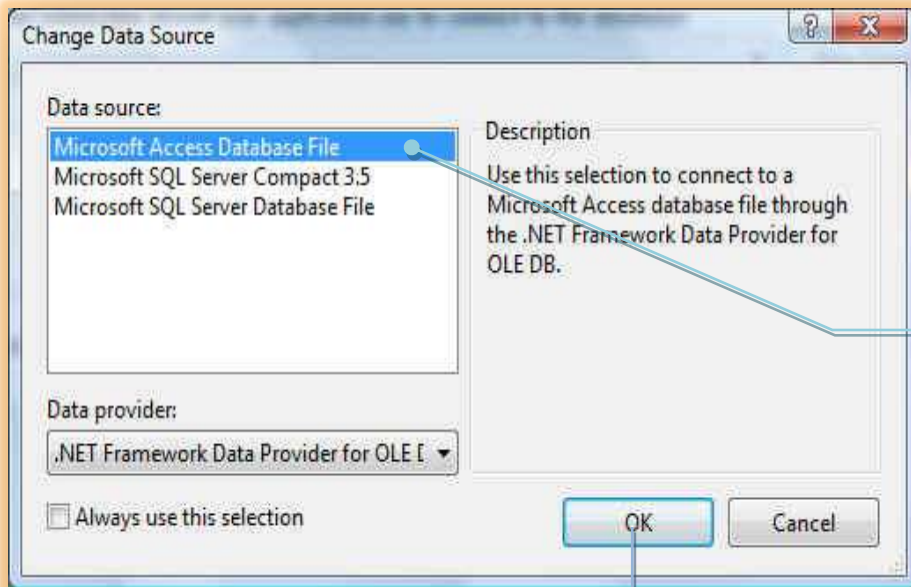 Change Data Source
Data source:
Microsoft Access Database File
Microsoft SQL Server Compact 3.5
Microsoft SQL Server Database File
Description
Use this selection to connect to a
Microsoft Access database file through
the .NET Framework Data Provider for
OLE DB.
Data provider:
.NET Framework Data Provider for OLE
Always use this selection
OK
Cancel